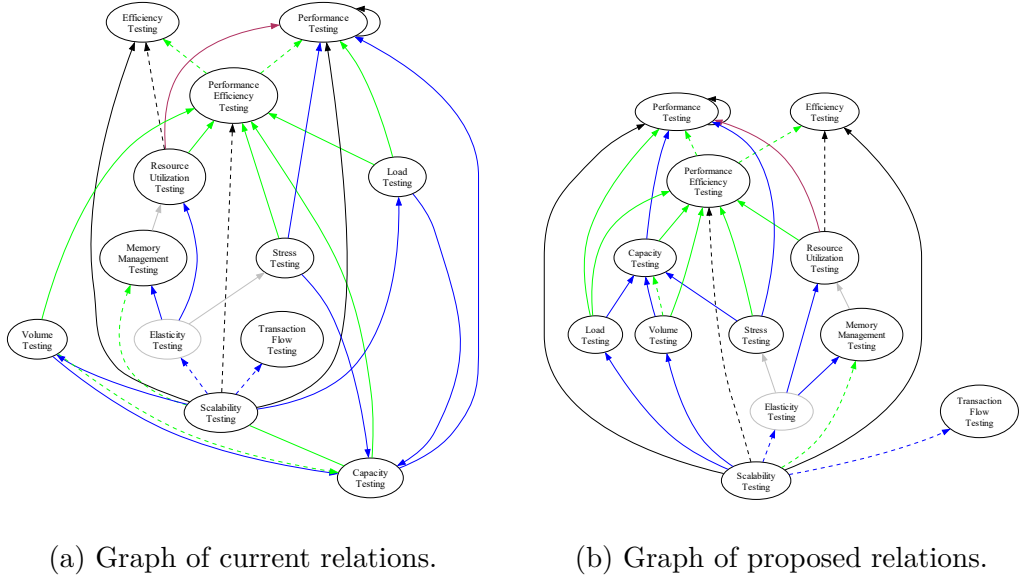 Efficiency
Testing
Performance
Testing
Performance
Efficiency
Testing
Resource
Utilization
Testing
Load
Testing
Memory
Management
Testing
Stress
Testing
Volume
Testing
Elasticity
Testing
Transaction
Flow
Testing
Scalability
Testing
Capacity
Testing
(a) Graph of current relations.
Performance
Testing
Efficiency
Testing
Performance
Efficiency
Testing
Capacity
Testing
Resource
Utilization
Testing
Load
Testing
Volume
Testing
Stress
Testing
Memory
Management
Testing
Elasticity
Testing
Transaction
Flow
Testing
Scalability
Testing
(b) Graph of proposed relations.